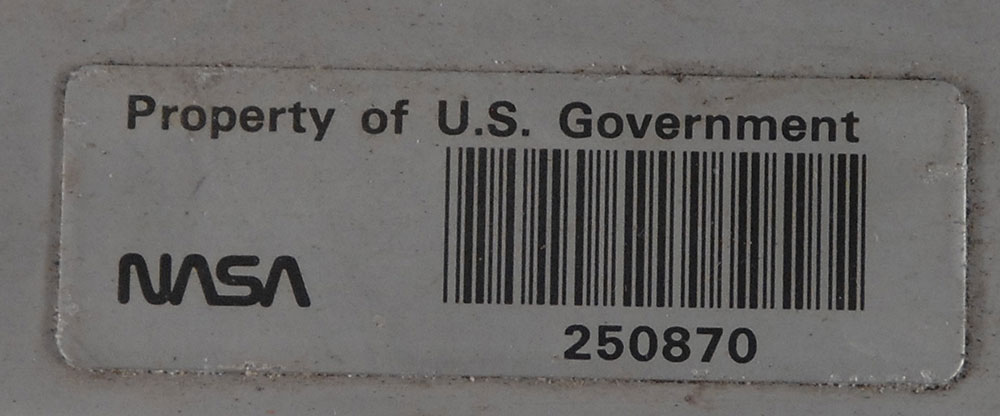 Property of U.S. Government
NASA
250870